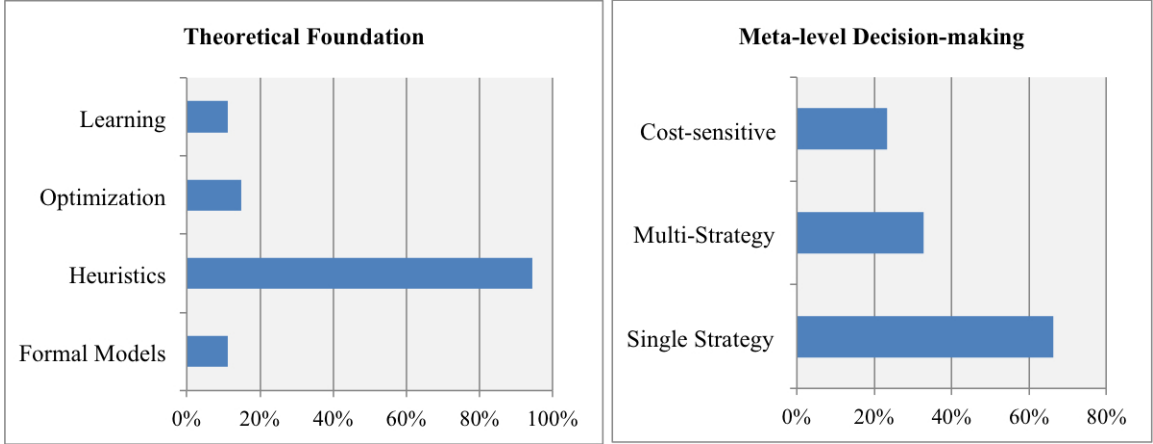 Theoretical Foundation
Learning
Optimization
Heuristics
Formal Models
0% 20% 40% 60% 80% 100%
Meta-level Decision-making
Cost-sensitive
Multi-Strategy
Single Strategy
0% 20% 40% 60% 80%